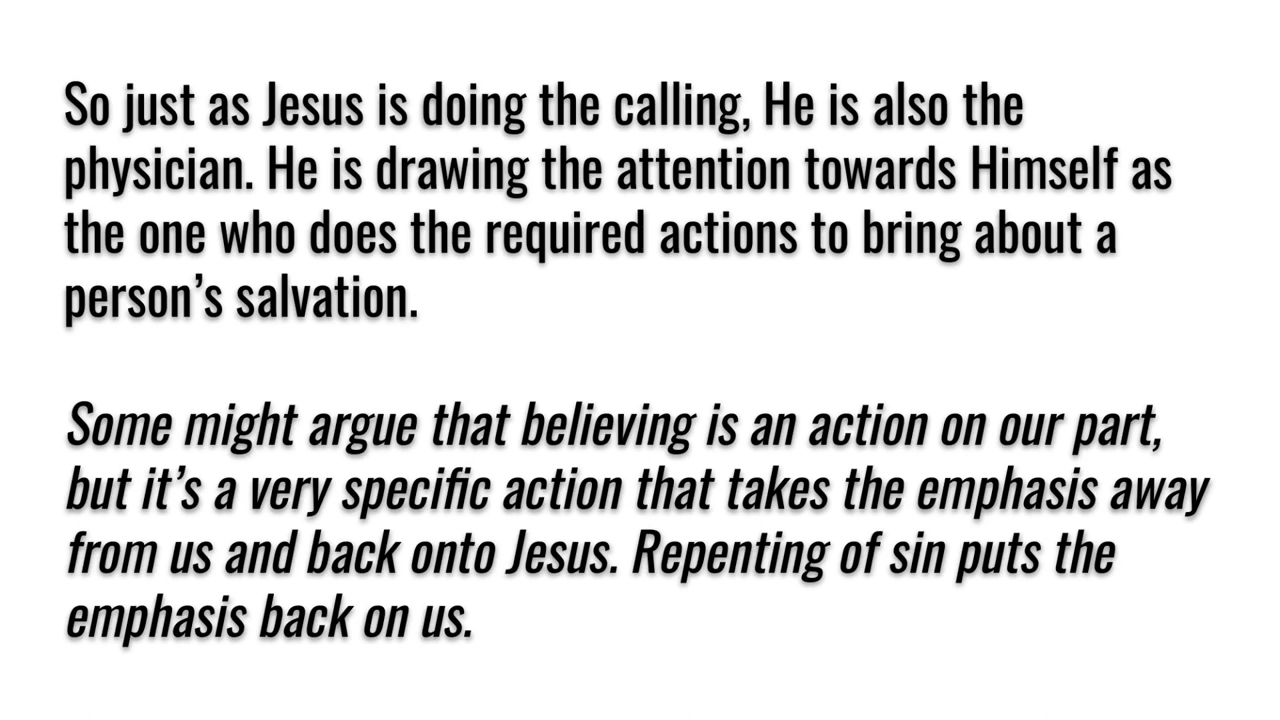 So just as Jesus is doing the calling, He is also the
physician. He is drawing the attention towards Himself as
the one who does the required actions to bring about a
person’s salvation.
Some might argue that believing is an action on our part,
but it’s a very specific action that takes the emphasis away
from us and back onto Jesus. Repenting of sin puts the
emphasis back on us.